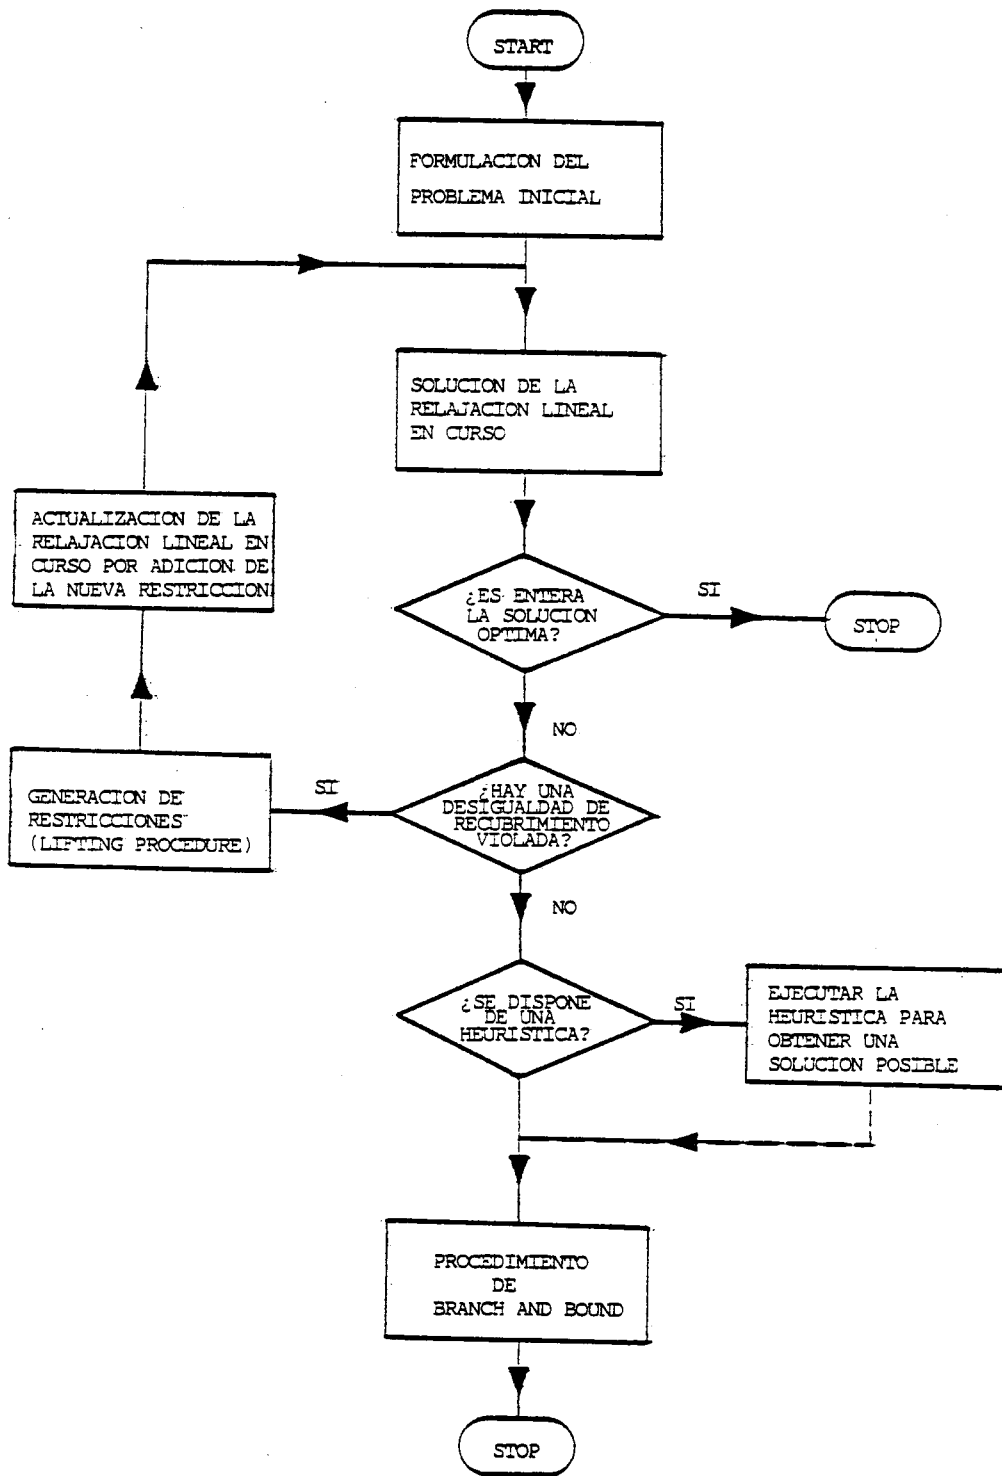 START
FORMULACION DEL
PROBLEMA INICIAL
SOLUCION DE LA
RELAJACION LINEAL
EN CURSO
ACTUALIZACION DE LA
RELAJACION LINEAL EN
CURSO POR ADICION DE
LA NUEVA RESTRICCION
¿ES ENTERA
LA SOLUCION
OPTIMA?
SI
STOP
NO
¿HAY UNA
DESIGUALDAD DE
RECUBRIMIENTO
VIOLADA?
SI
GENERACION DE
RESTRICCIONES
(LIFTING PROCEDURE)
NO
¿SE DISPONE
DE UNA
HEURISTICA?
SI
EJECUTAR LA
HEURISTICA PARA
OBTENER UNA
SOLUCION POSIBLE
PROCEDIMIENTO
DE
BRANCH AND BOUND
STOP